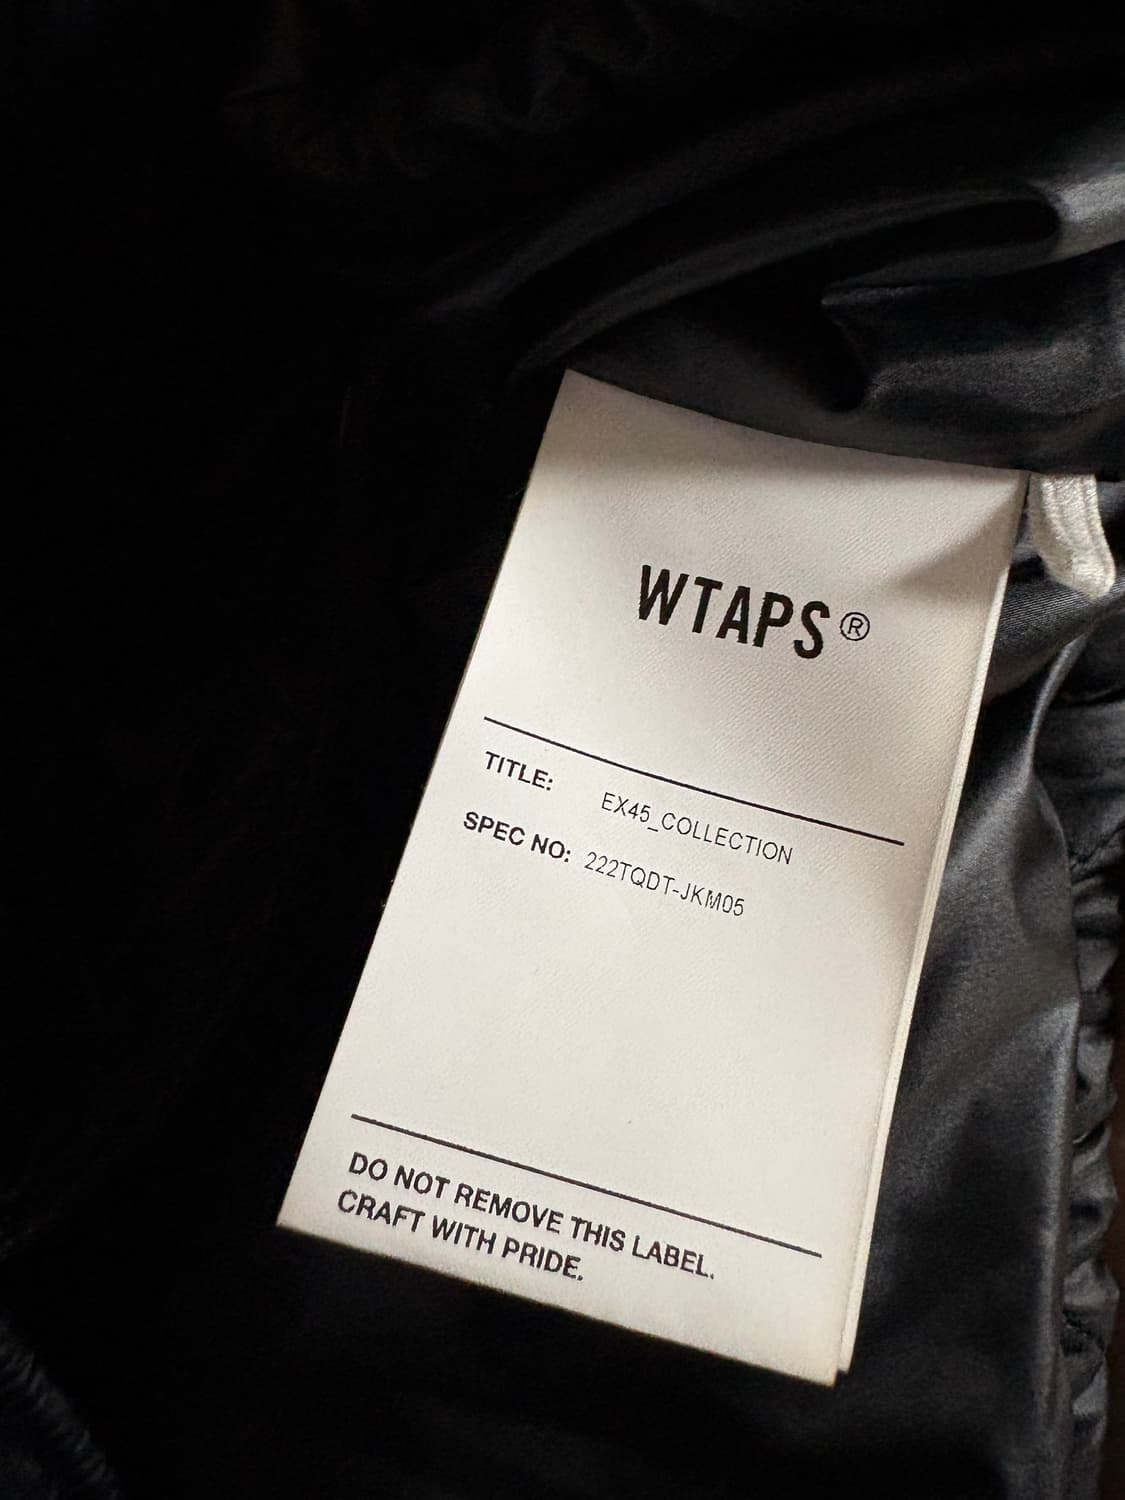 WTAPS®
TITLE: EX45_COLLECTION
SPEC NO: 222TQDT-JKM05
DO NOT REMOVE THIS LABEL.
CRAFT WITH PRIDE.